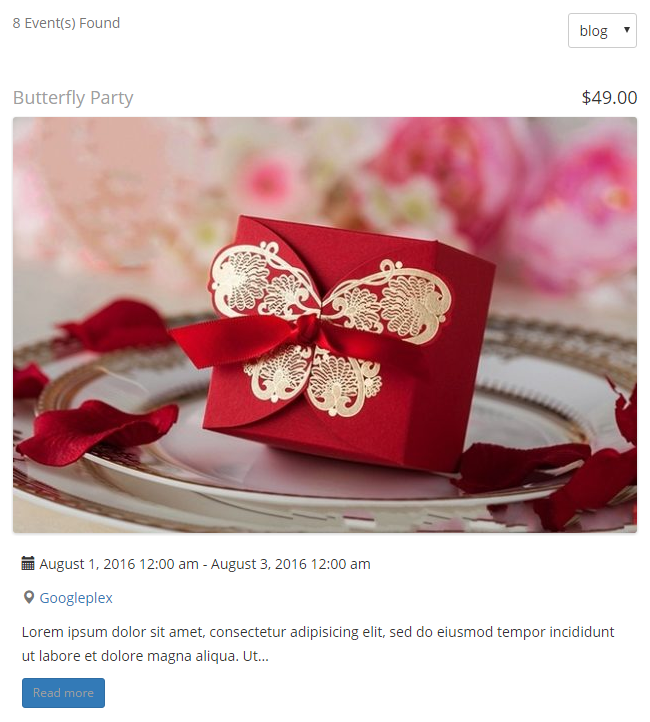 8 Event(s) Found
blog
Butterfly Party
$49.00
August 1, 2016 12:00 am - August 3, 2016 12:00 am
Googleplex
Lorem ipsum dolor sit amet, consectetur adipisicing elit, sed do eiusmod tempor incididunt
ut labore et dolore magna aliqua. Ut...
Read more